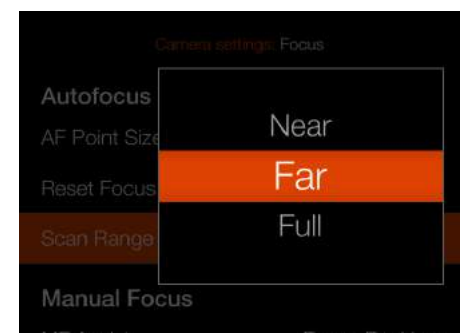 Camera settings: Focus
Autofocus
AF Point Size
Near
Reset Focus
Far
Scan Range
Full
Manual Focus